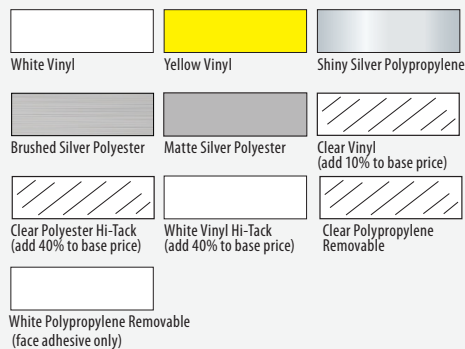 White Vinyl
Yellow Vinyl
Shiny Silver Polypropylene
Brushed Silver Polyester
Matte Silver Polyester
Clear Vinyl
(add 10% to base price)
Clear Polyester Hi-Tack
(add 40% to base price)
White Vinyl Hi-Tack
(add 40% to base price)
Clear Polypropylene
Removable
White Polypropylene Removable
(face adhesive only)